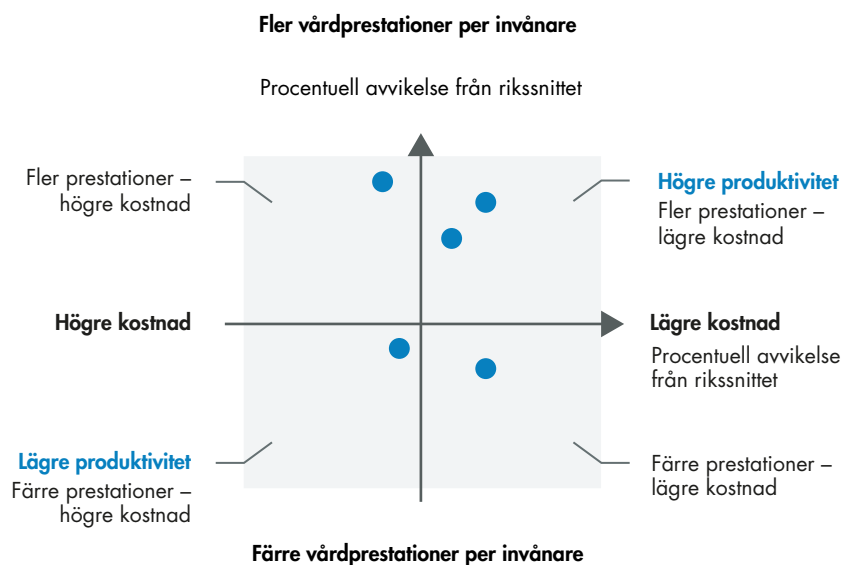 Fler vårdprestationer per invånare
Procentuell avvikelse från rikssnittet
Fler prestationer –
högre kostnad
Högre produktivitet
Fler prestationer –
lägre kostnad
Högre kostnad
Lägre kostnad
Procentuell avvikelse
från rikssnittet
Lägre produktivitet
Färre prestationer –
högre kostnad
Färre prestationer –
lägre kostnad
Färre vårdprestationer per invånare